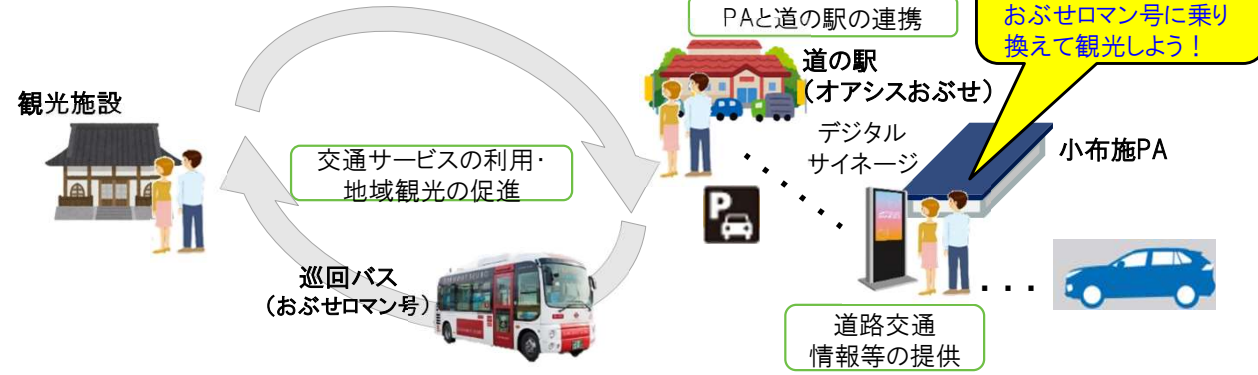 PAと道の駅の連携
おぶせロマン号に乗り
換えて観光しよう！
道の駅
（オアシスおぶせ）
観光施設
デジタル
サイネージ
小布施PA
交通サービスの利用・
地域観光の促進
P
巡回バス
（おぶせロマン号）
道路交通
情報等の提供